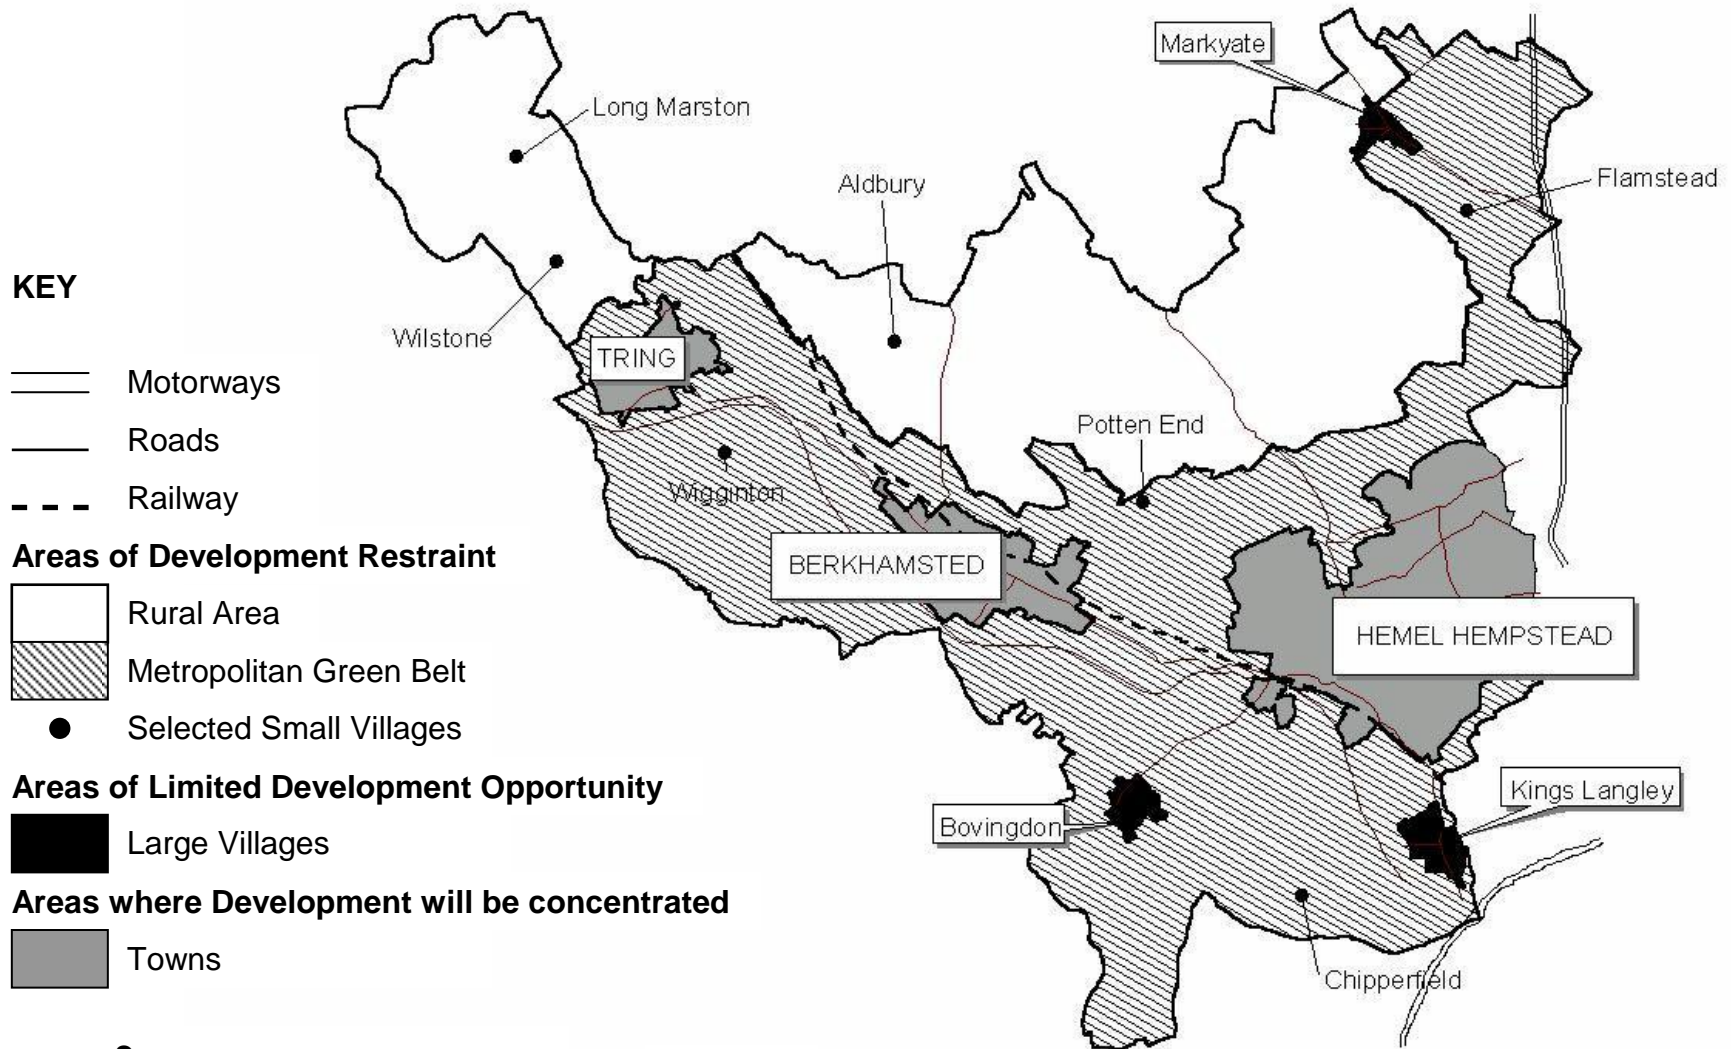 KEY
Motorways
Roads
Railway
Areas of Development Restraint
Rural Area
Metropolitan Green Belt
Selected Small Villages
Areas of Limited Development Opportunity
Large Villages
Areas where Development will be concentrated
Towns
Markyate
Long Marston
Flamstead
Aldbury
Wilstone
TRING
Potten End
Wigginton
BERKHAMSTED
HEMEL HEMPSTEAD
Kings Langley
Bovingdon
Chipperfield